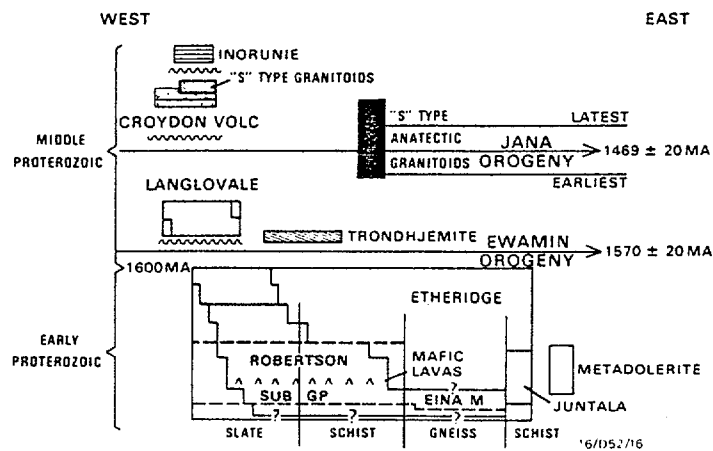 WEST
EAST
INORUNIE
"S" TYPE GRANITOIDS
CROYDON VOLC
MIDDLE
PROTEROZOIC
"S" TYPE
LATEST
ANATECTIC
JANA
GRANITOIDS
OROGENY
1469 ± 20 MA
EARLIEST
LANGLOVALE
TRONDHJEMITE
EWAMIN
OROGENY
1570 ± 20 MA
1600 MA
ETHERIDGE
EARLY
PROTEROZOIC
ROBERTSON
MAFIC
LAVAS
METADOLERITE
^ ^ ^ ^ ^ ^ ^ ^
?
SUB GP
EINA M
JUNTALA
? ? ?
SLATE
SCHIST
GNEISS
SCHIST
16/D52/16